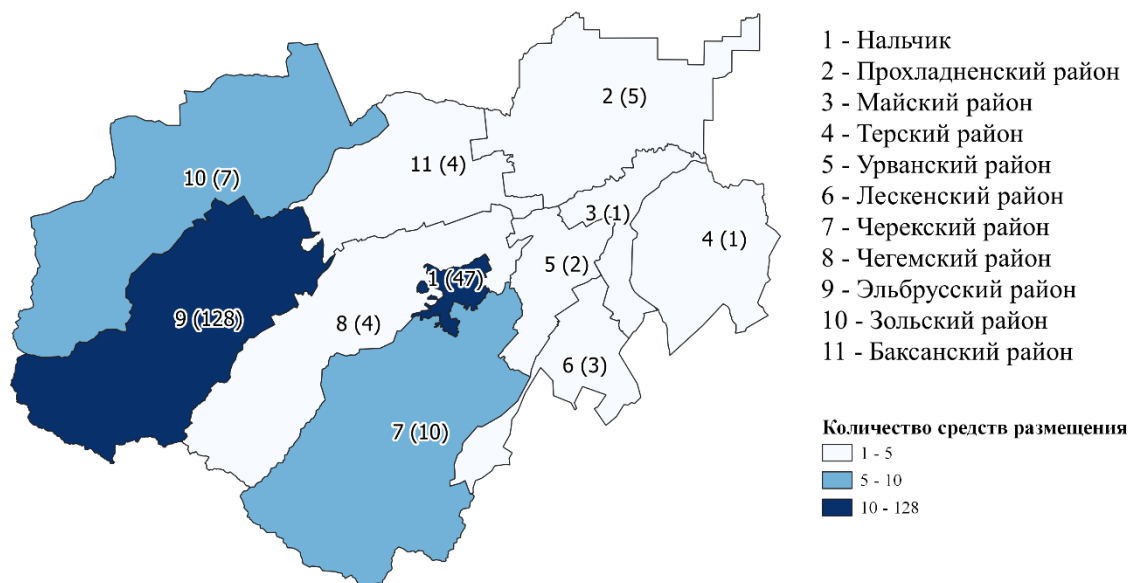 1 - Нальчик
2 - Прохладненский район
3 - Майский район
4 - Терский район
5 - Урванский район
6 - Лескенский район
7 - Черекский район
8 - Чегемский район
9 - Эльбрусский район
10 - Зольский район
11 - Баксанский район
2 (5)
11 (4)
10 (7)
3 (1)
4 (1)
5 (2)
1 (47)
9 (128)
8 (4)
6 (3)
7 (10)
Количество средств размещения
1 - 5
5 - 10
10 - 128